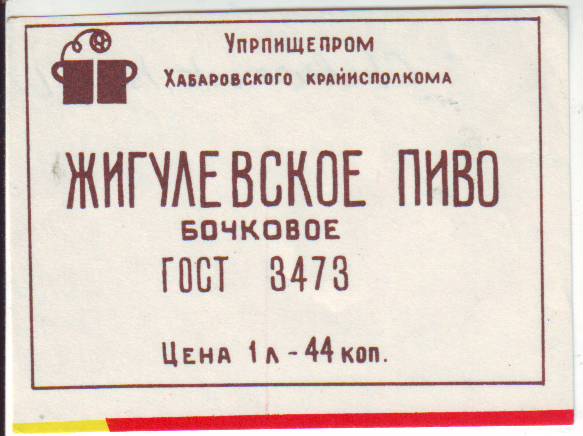 Упрпищепром
Хабаровского крайисполкома
ЖИГУЛЕВСКОЕ ПИВО
БОЧКОВОЕ
ГОСТ 3473
Цена 1 л - 44 коп.